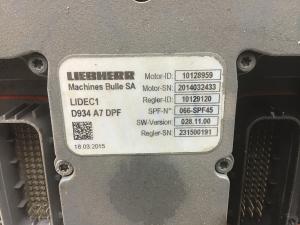 LIEBHERR
Machines Bulle SA
LIDEC1
D934 A7 DPF
18.03.2015
Motor-ID: 10128959
Motor-SN: 2014032433
Regler-ID: 10129120
SPF-N°: 066-SPF45
SW-Version: 028.11.00
Regler-SN: 231500191